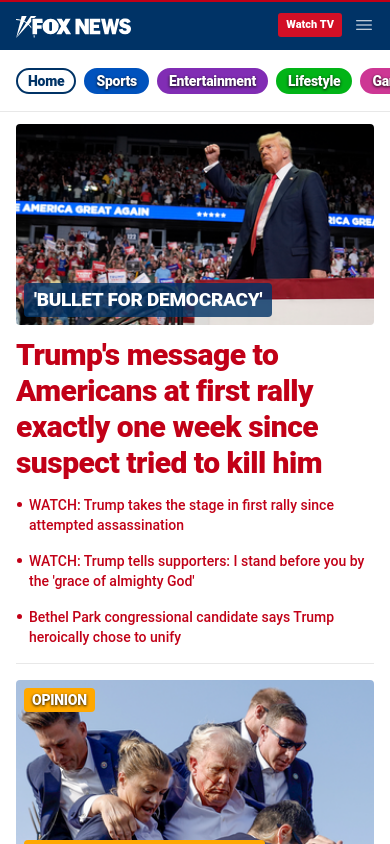 FOX NEWS
Watch TV
Home
Sports
Entertainment
Lifestyle
E AMERICA GREAT AGAIN
★★★★★
ICA GRE
'BULLET FOR DEMOCRACY'
Trump's message to
Americans at first rally
exactly one week since
suspect tried to kill him
• WATCH: Trump takes the stage in first rally since
attempted assassination
• WATCH: Trump tells supporters: I stand before you by
the 'grace of almighty God'
• Bethel Park congressional candidate says Trump
heroically chose to unify
OPINION